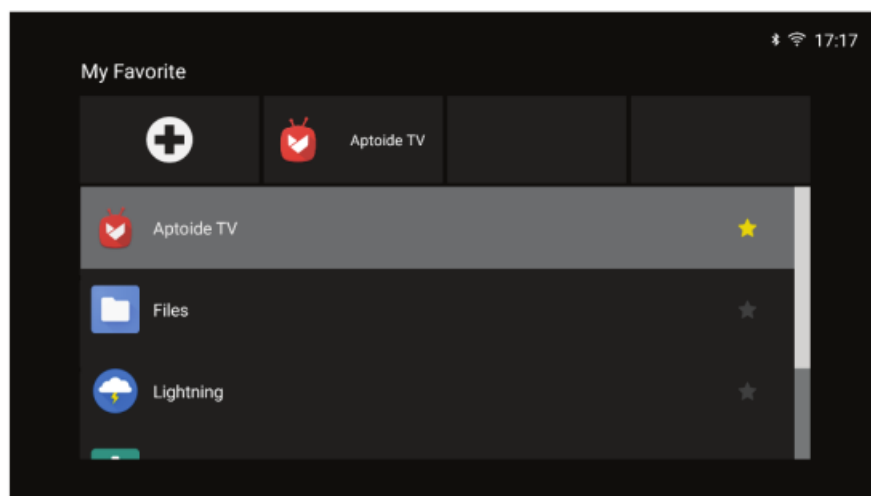 17:17
My Favorite
Aptoide TV
Aptoide TV
Files
Lightning